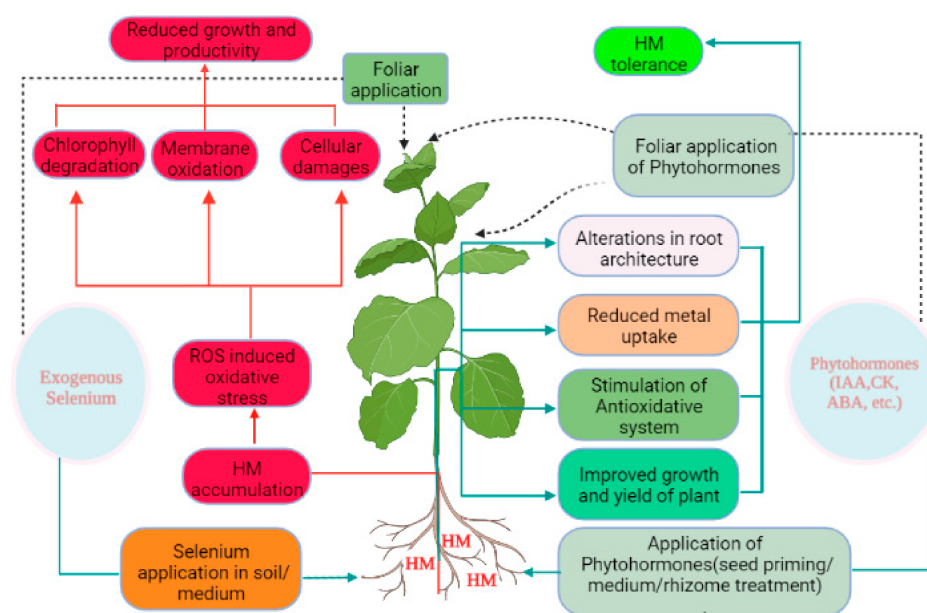 Reduced growth and
productivity
Foliar
application
HM
tolerance
Chlorophyll
degradation
Membrane
oxidation
Cellular
damages
Foliar application
of Phytohormones
Alterations in root
architecture
Reduced metal
uptake
Exogenous
Selenium
ROS induced
oxidative
stress
Phytohormones
(IAA,CK,
ABA, etc.)
Stimulation of
Antioxidative
system
HM
accumulation
Improved growth
and yield of plant
Selenium
application in soil/
medium
HM
HM
HM
Application of
Phytohormones(seed priming/
medium/rhizome treatment)